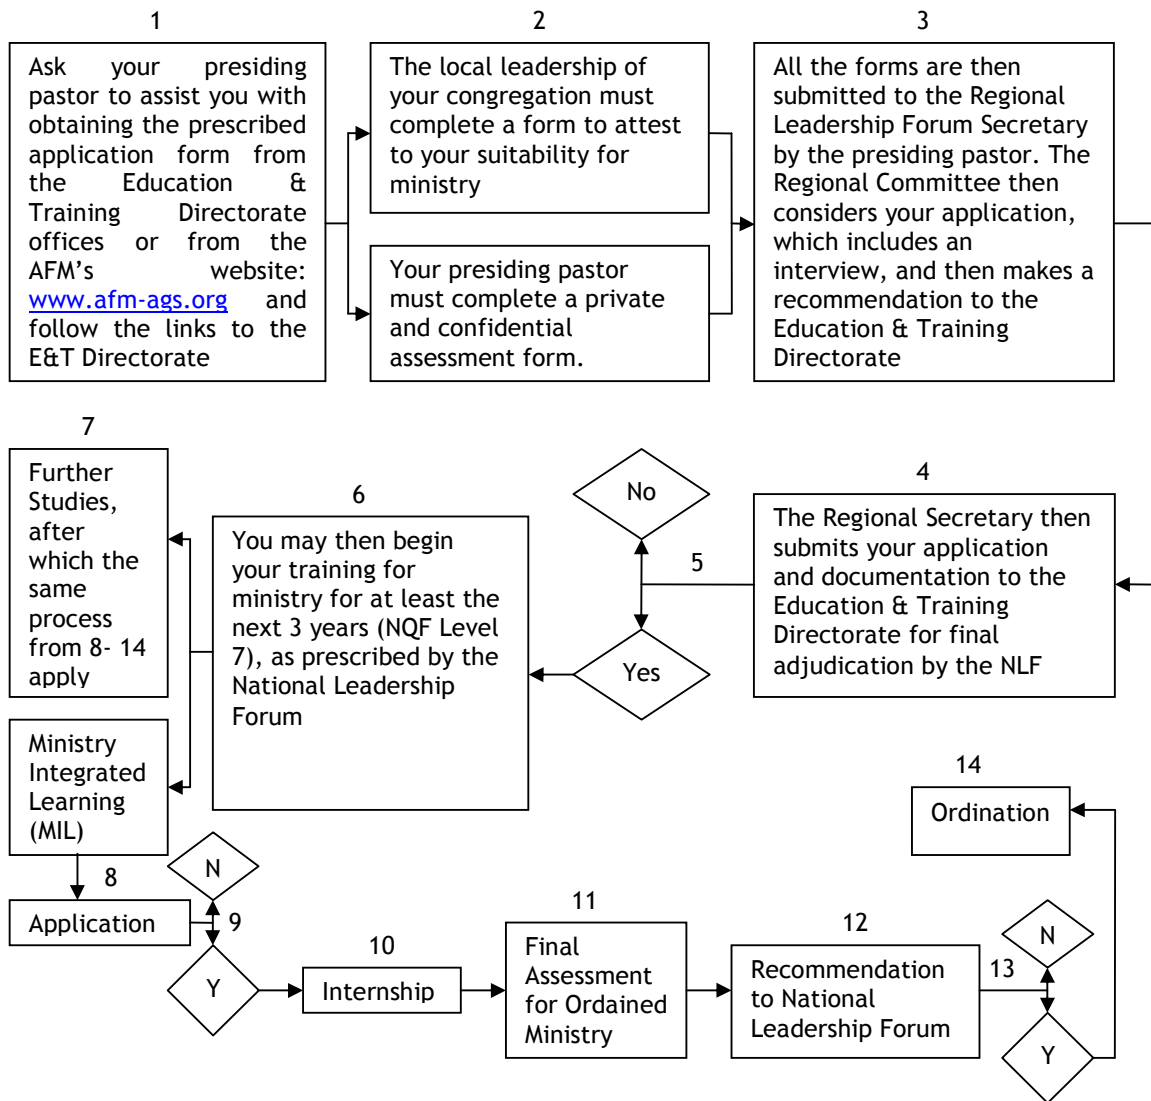 1
Ask your presiding
pastor to assist you with
obtaining the prescribed
application form from
the Education &
Training Directorate
offices or from the
AFM's website:
www.afm-ags.org and
follow the links to the
E&T Directorate
2
The local leadership of
your congregation must
complete a form to attest
to your suitability for
ministry
Your presiding pastor
must complete a private
and confidential
assessment form.
3
All the forms are then
submitted to the Regional
Leadership Forum Secretary
by the presiding pastor. The
Regional Committee then
considers your application,
which includes an
interview, and then makes a
recommendation to the
Education & Training
Directorate
4
The Regional Secretary then
submits your application
and documentation to the
Education & Training
Directorate for final
adjudication by the NLF
5
No
Yes
6
You may then begin
your training for
ministry for at least the
next 3 years (NQF Level
7), as prescribed by the
National Leadership
Forum
7
Further
Studies,
after
which the
same
process
from 8- 14
apply
Ministry
Integrated
Learning
(MIL)
8
Application
9
N
Y
10
Internship
11
Final
Assessment
for Ordained
Ministry
12
Recommendation
to National
Leadership Forum
13
N
Y
14
Ordination